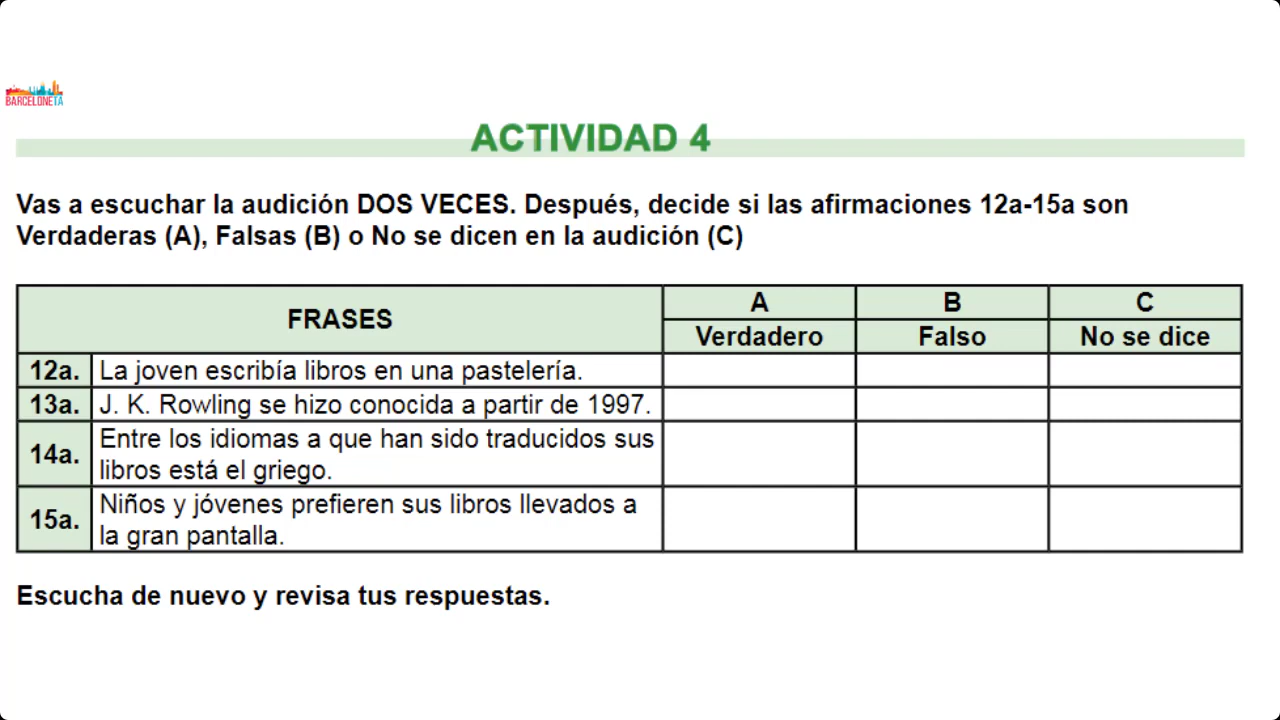 BARCELONETA
ACTIVIDAD 4
Vas a escuchar la audición DOS VECES. Después, decide si las afirmaciones 12a-15a son
Verdaderas (A), Falsas (B) o No se dicen en la audición (C)
FRASES
A
B
C
Verdadero
Falso
No se dice
12a. La joven escribía libros en una pastelería.
13a. J. K. Rowling se hizo conocida a partir de 1997.
14a. Entre los idiomas a que han sido traducidos sus
libros está el griego.
15a. Niños y jóvenes prefieren sus libros llevados a
la gran pantalla.
Escucha de nuevo y revisa tus respuestas.